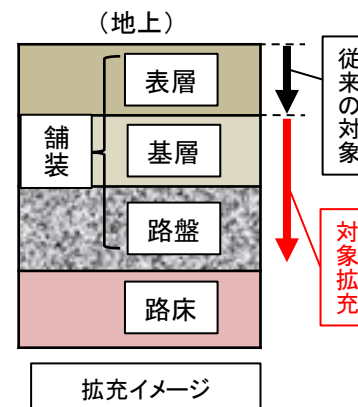 （地上）
表層
従来の対象
舗装
基層
路盤
対象拡充
路床
拡充イメージ